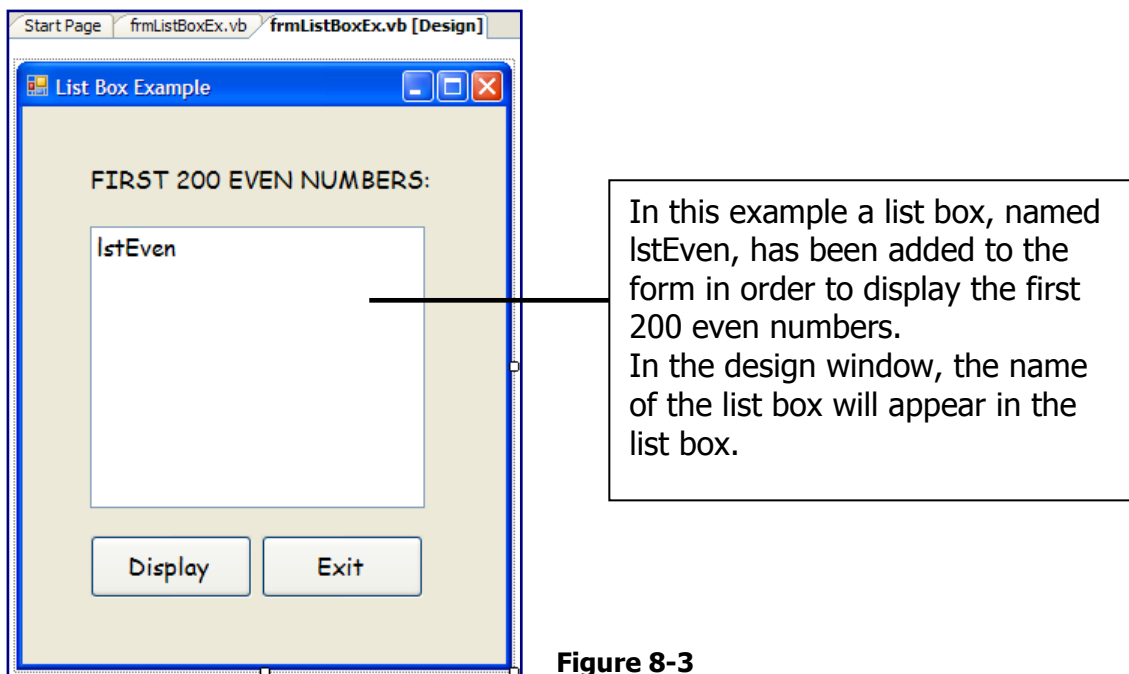 Start Page frmListBoxEx.vb frmListBoxEx.vb [Design]
List Box Example
FIRST 200 EVEN NUMBERS:
lstEven
Display Exit
In this example a list box, named
lstEven, has been added to the
form in order to display the first
200 even numbers.
In the design window, the name
of the list box will appear in the
list box.
Figure 8-3